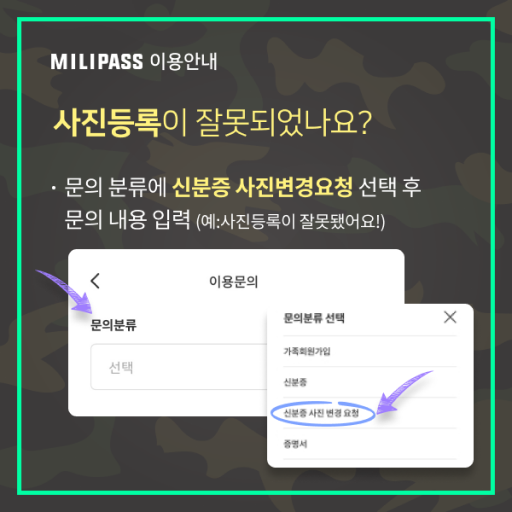 MILIPASS 이용안내
사진등록이 잘못되었나요?
· 문의 분류에 신분증 사진변경요청 선택 후
문의 내용 입력 (예:사진등록이 잘못됐어요!)
이용문의
문의분류
선택
문의분류 선택
가족회원가입
신분증
신분증 사진 변경 요청
증명서